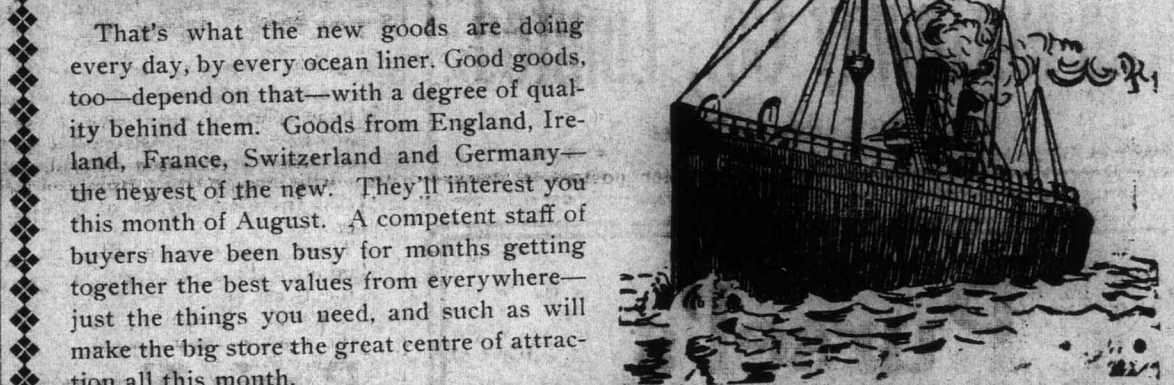 That's what the new goods are doing
every day, by every ocean liner. Good goods,
too—depend on that—with a degree of qual-
ity behind them. Goods from England, Ire-
land, France, Switzerland and Germany—
the newest of the new. They'll interest you
this month of August. A competent staff of
buyers have been busy for months getting
together the best values from everywhere—
just the things you need, and such as will
make the big store the great centre of attrac-
tion all this month.